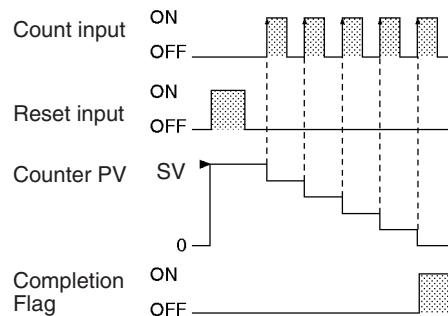 ON
Count input
OFF
ON
Reset input
OFF
Counter PV SV
0
Completion Flag
ON
OFF